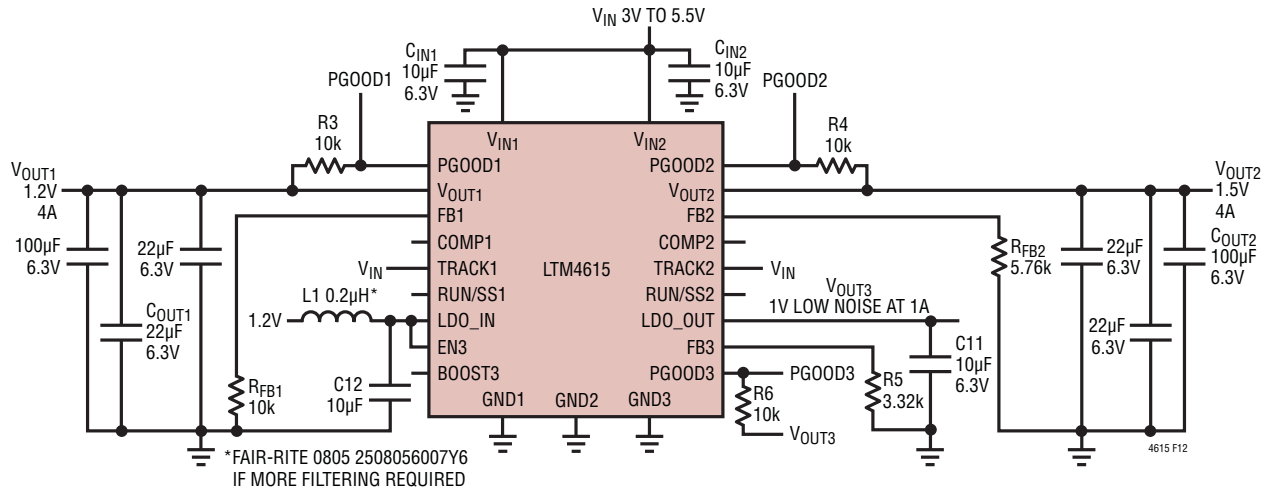 VIN 3V TO 5.5V
CIN1
10µF
6.3V
CIN2
10µF
6.3V
PGOOD1
PGOOD2
R3
10k
R4
10k
VIN1
VIN2
PGOOD1
PGOOD2
VOUT1
1.2V
4A
VOUT1
VOUT2
VOUT2
1.5V
4A
FB1
FB2
100µF
6.3V
22µF
6.3V
COMP1
COMP2
RFB2
5.76k
22µF
6.3V
COUT2
100µF
6.3V
VIN
TRACK1
LTM4615
TRACK2
VIN
L1 0.2µH*
RUN/SS1
RUN/SS2
VOUT3
1V LOW NOISE AT 1A
1.2V
LDO_IN
LDO_OUT
COUT1
22µF
6.3V
22µF
6.3V
EN3
FB3
C11
10µF
6.3V
BOOST3
PGOOD3
PGOOD3
RFB1
10k
C12
10µF
R5
3.32k
R6
10k
GND1
GND2
GND3
VOUT3
*FAIR-RITE 0805 2508056007Y6
IF MORE FILTERING REQUIRED
4615 F12